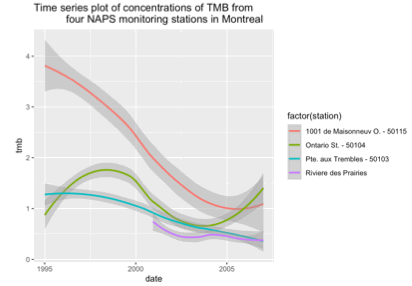 Time series plot of concentrations of TMB from
four NAPS monitoring stations in Montreal
4
3
2
1
0
tmb
1995
2000
2005
date
factor(station)
1001 de Maisonneuv O. - 50115
Ontario St. - 50104
Pte. aux Trembles - 50103
Riviere des Prairies